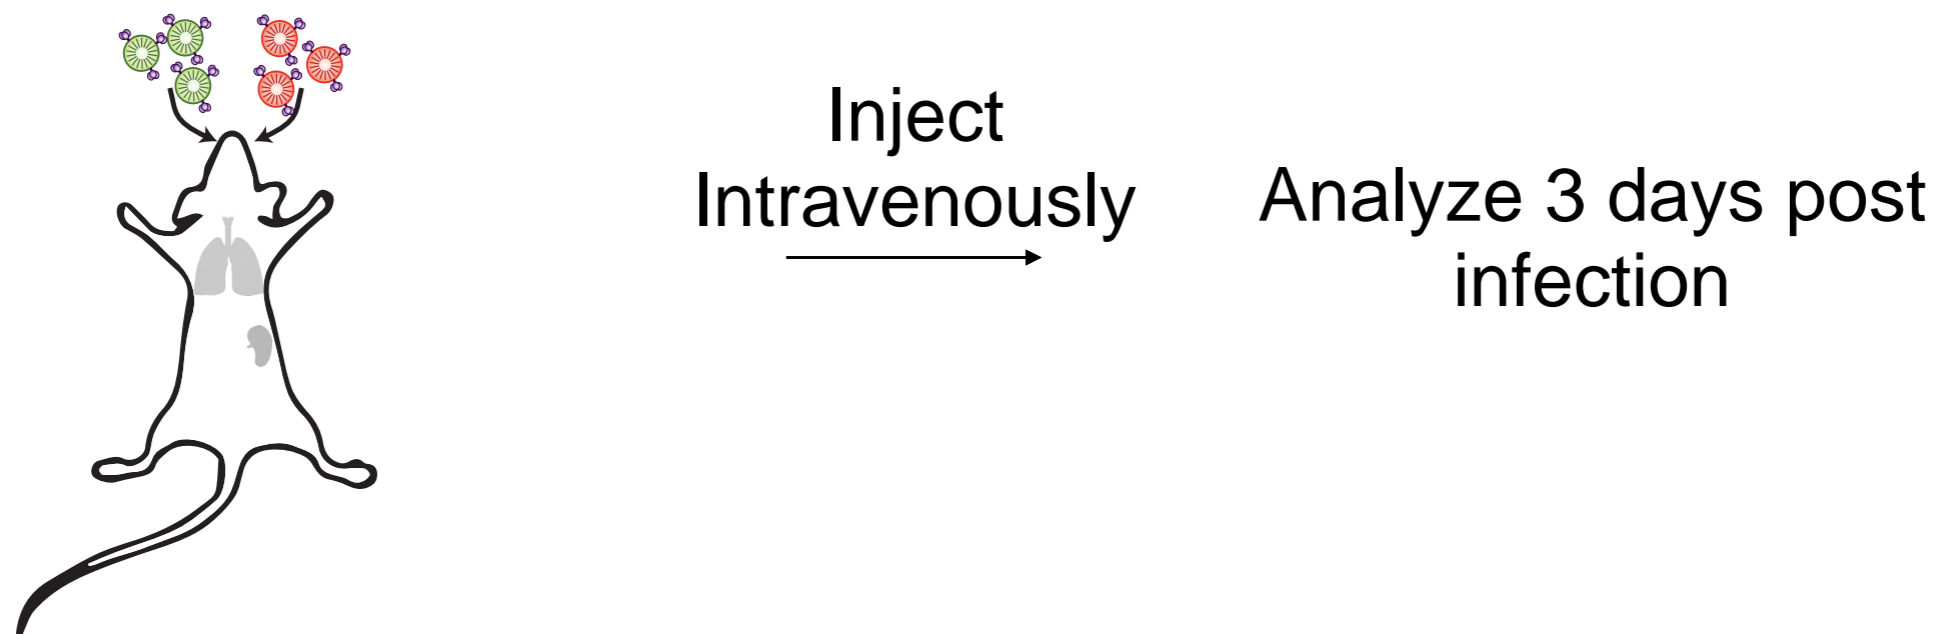 Inject
Intravenously
Analyze 3 days post
infection